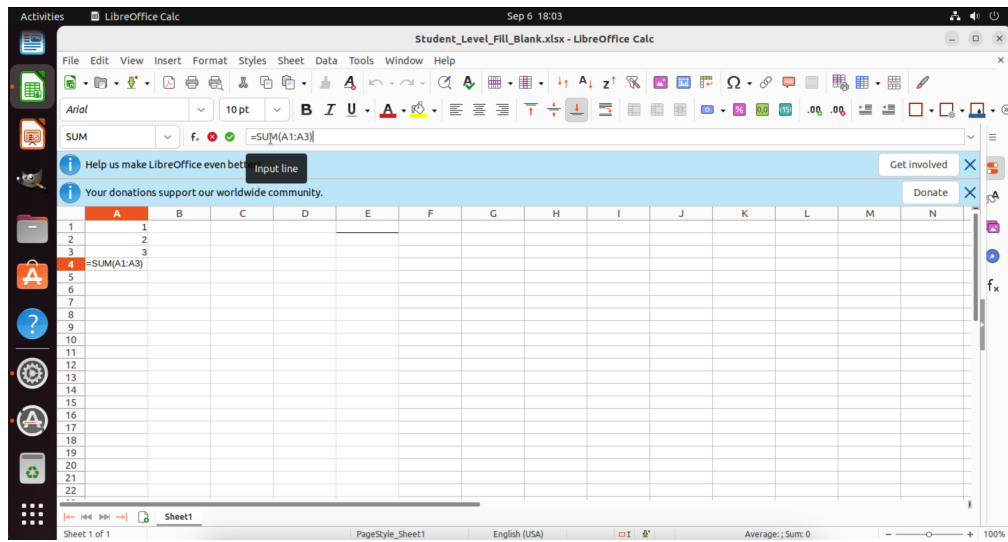 Activities LibreOffice Calc Sep 6 18:03
Student_Level_Fill_Blank.xlsx - LibreOffice Calc
File Edit View Insert Format Styles Sheet Data Tools Window Help
Arial 10 pt B I U A
SUM fx =SUM(A1:A3)
Help us make LibreOffice even better! Get involved
Input line
Your donations support our worldwide community. Donate
A B C D E F G H I J K L M N
1 1
2 2
3 3
4 =SUM(A1:A3)
5
6
7
8
9
10
11
12
13
14
15
16
17
18
19
20
21
22
Sheet1
Sheet 1 of 1 PageStyle_Sheet1 English (USA) Average: ; Sum: 0 100%